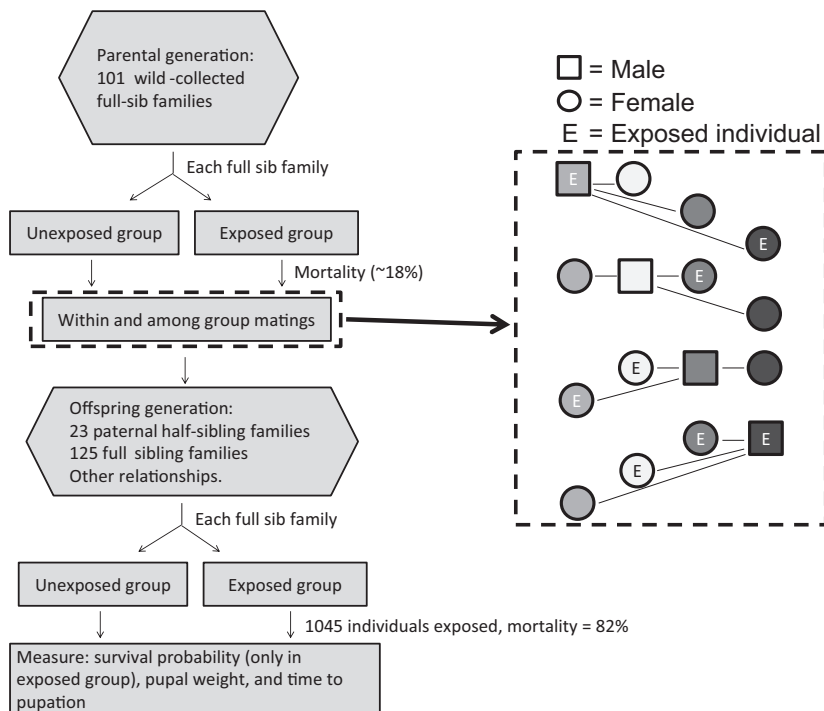 Parental generation:
101 wild -collected
full-sib families
Each full sib family
Unexposed group
Exposed group
Mortality (~18%)
Within and among group matings
Offspring generation:
23 paternal half-sibling families
125 full sibling families
Other relationships.
Each full sib family
Unexposed group
Exposed group
1045 individuals exposed, mortality = 82%
Measure: survival probability (only in
exposed group), pupal weight, and time to
pupation
= Male
= Female
E = Exposed individual
E
E
E
E
E
E
E
E